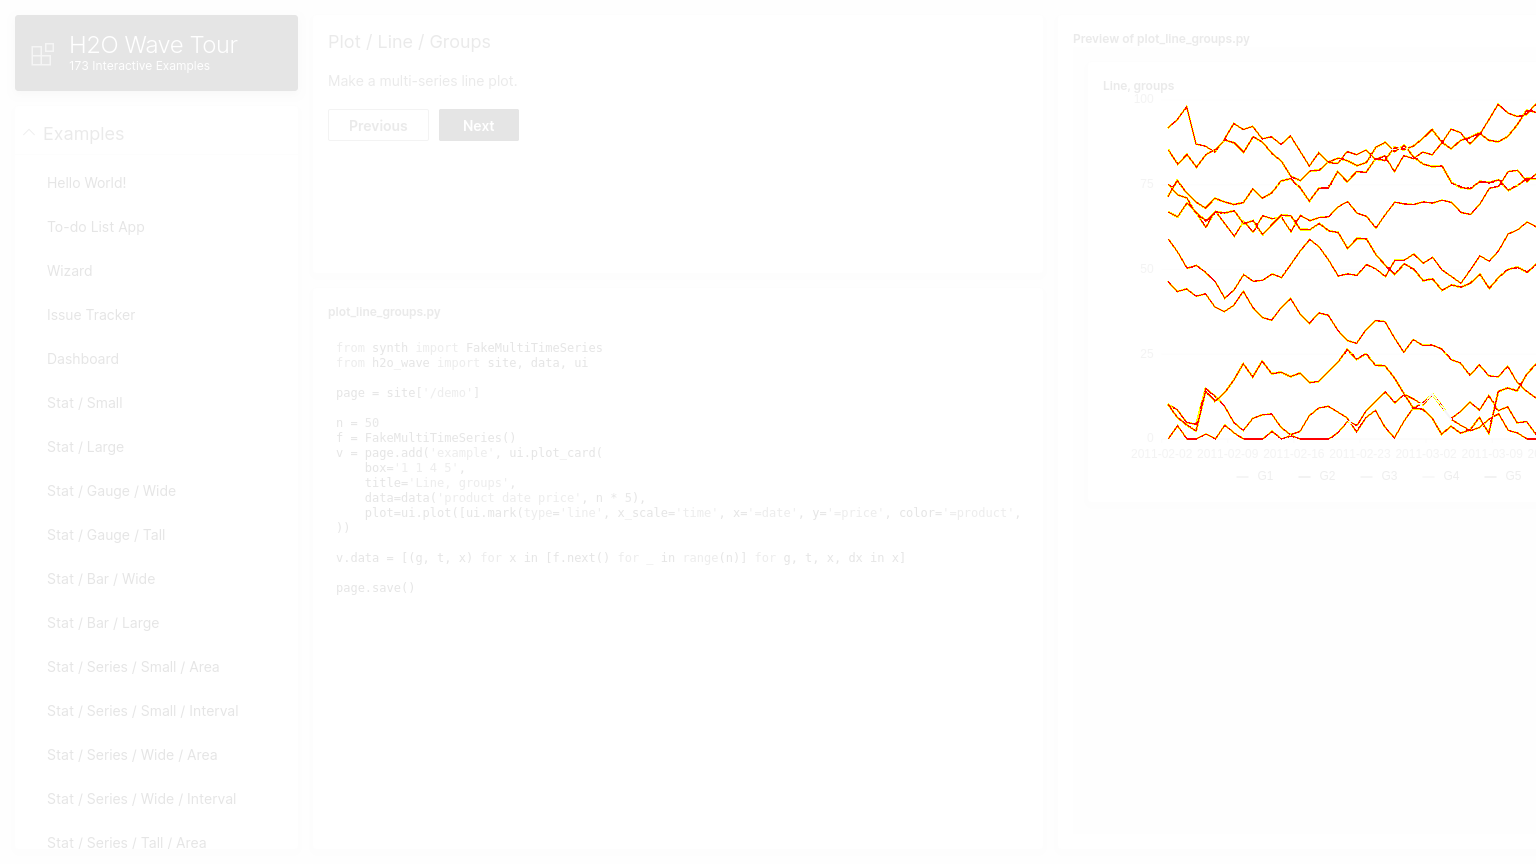 H2O Wave Tour
173 Interactive Examples
Examples
Hello World!
To-do List App
Wizard
Issue Tracker
Dashboard
Stat / Small
Stat / Large
Stat / Gauge / Wide
Stat / Gauge / Tall
Stat / Bar / Wide
Stat / Bar / Large
Stat / Series / Small / Area
Stat / Series / Small / Interval
Stat / Series / Wide / Area
Stat / Series / Wide / Interval
Stat / Series / Tall / Area
Plot / Line / Groups
Make a multi-series line plot.
Previous Next
plot_line_groups.py
from synth import FakeMultiTimeSeries
from h2o_wave import site, data, ui
page = site['/demo']
n = 50
f = FakeMultiTimeSeries()
v = page.add('example', ui.plot_card(
box='1 1 4 5',
title='Line, groups',
data=data('product date price', n * 5),
plot=ui.plot([ui.mark(type='line', x_scale='time', x='=date', y='=price', color='=product',
))
v.data = [(g, t, x) for x in [f.next() for _ in range(n)] for g, t, x, dx in x]
page.save()
Preview of plot_line_groups.py
Line, groups
100
75
50
25
0
2011-02-02 2011-02-09 2011-02-16 2011-02-23 2011-03-02 2011-03-09
G1 G2 G3 G4 G5